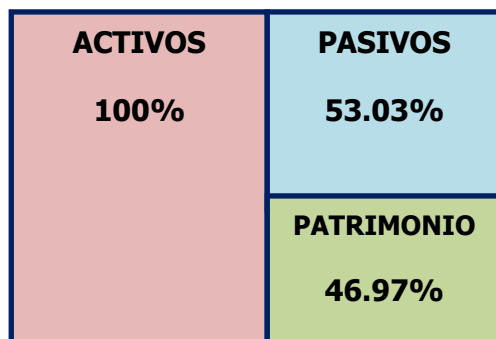 ACTIVOS
100%
PASIVOS
53.03%
PATRIMONIO
46.97%